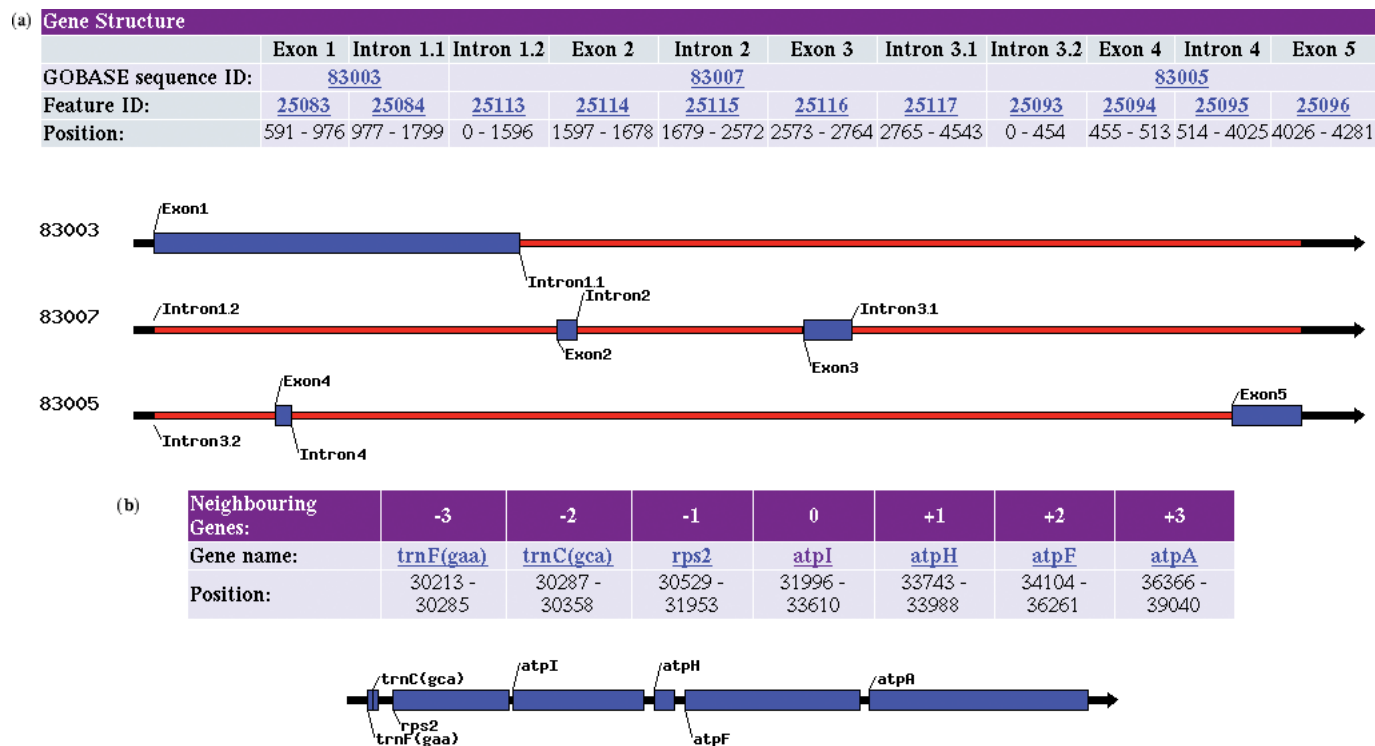 (a) Gene Structure
Exon 1 Intron 1.1 Intron 1.2 Exon 2 Intron 2 Exon 3 Intron 3.1 Intron 3.2 Exon 4 Intron 4 Exon 5
GOBASE sequence ID: 83003 83007 83005
Feature ID: 25083 25084 25113 25114 25115 25116 25117 25093 25094 25095 25096
Position: 591 - 976 977 - 1799 0 - 1596 1597 - 1678 1679 - 2572 2573 - 2764 2765 - 4543 0 - 454 455 - 513 514 - 4025 4026 - 4281
Exon1
83003
Intron1.1
Intron1.2 Intron2 Intron3.1
83007
Exon2 Exon3
Exon4 Exon5
83005
Intron3.2 Intron4
(b) Neighbouring Genes: -3 -2 -1 0 +1 +2 +3
Gene name: trnF(gaa) trnC(gca) rps2 atpI atpH atpF atpA
Position: 30213 - 30285 30287 - 30358 30529 - 31953 31996 - 33610 33743 - 33988 34104 - 36261 36366 - 39040
trnC(gca) atpI atpH atpA
rps2
trnF(gaa) atpF